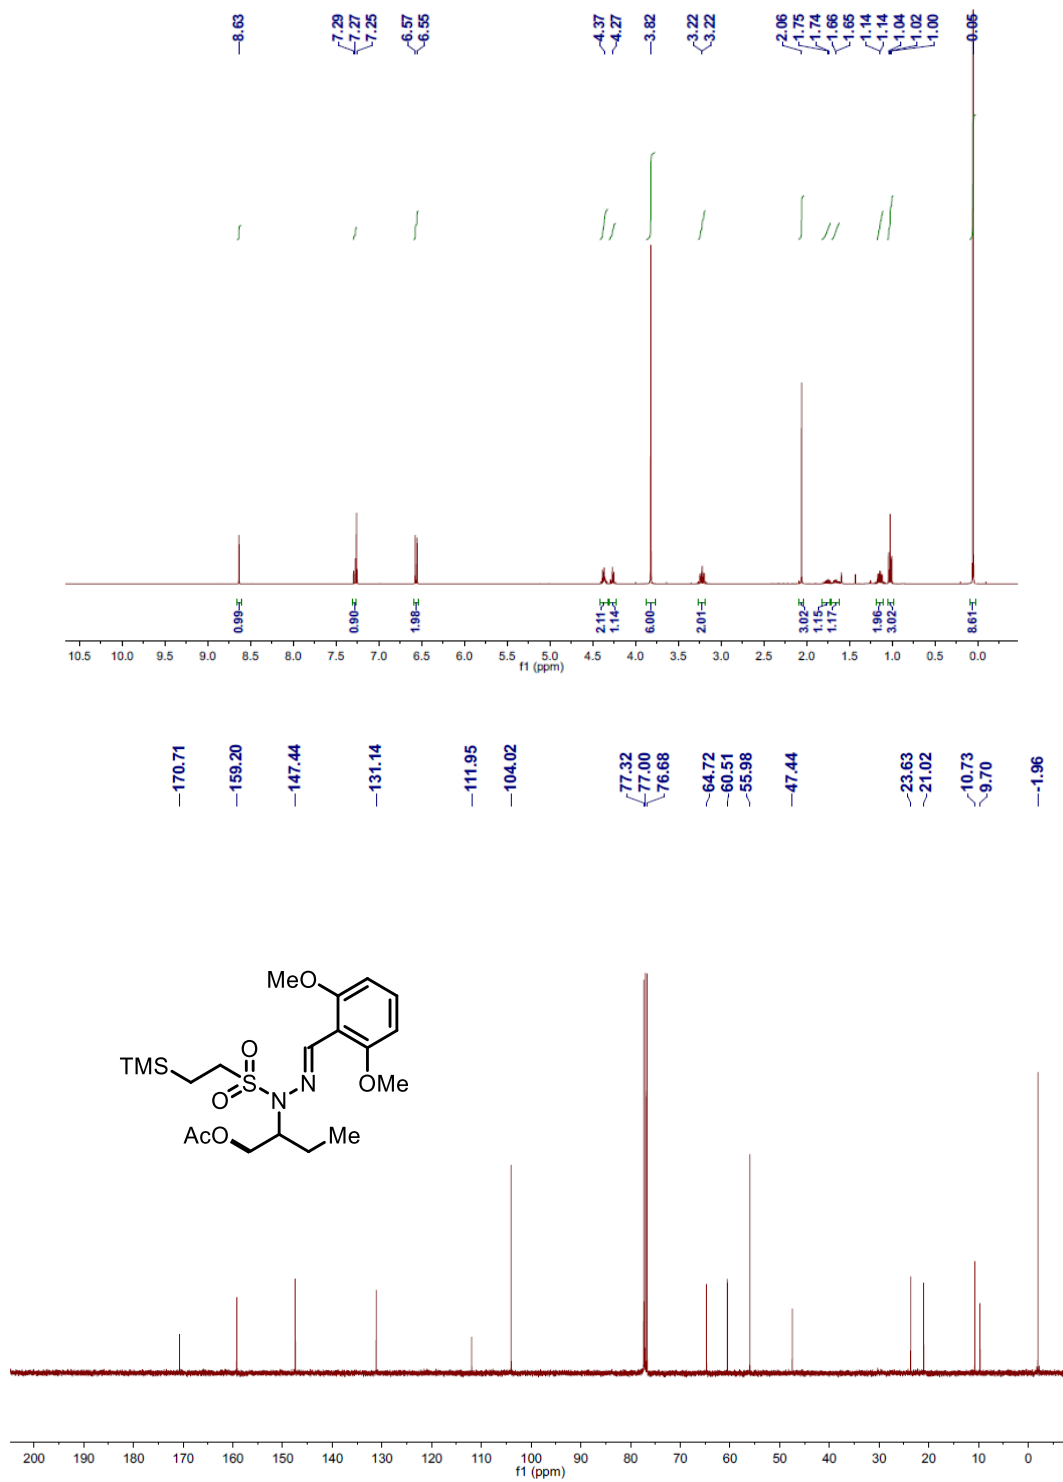 8.63 7.29 7.27 7.25 6.57 6.55 4.37 4.27 3.82 3.22 3.22 2.06 1.75 1.74 1.66 1.65 1.14 1.14 1.04 1.02 1.00 0.05
0.99 0.90 1.98 2.11 1.14 6.00 2.01 3.02 1.15 1.17 1.96 3.02 8.61
10.5 10.0 9.5 9.0 8.5 8.0 7.5 7.0 6.5 6.0 5.5 5.0 4.5 4.0 3.5 3.0 2.5 2.0 1.5 1.0 0.5 0.0
f1 (ppm)
170.71 159.20 147.44 131.14 111.95 104.02 77.32 77.00 76.68 64.72 60.51 55.98 47.44 23.63 21.02 10.73 9.70 -1.96
MeO
TMS
O
S
O
N
N
OMe
AcO
Me
200 190 180 170 160 150 140 130 120 110 100 90 80 70 60 50 40 30 20 10 0
f1 (ppm)